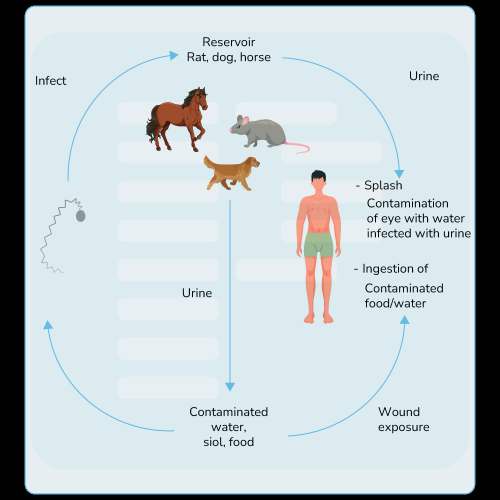 Reservoir
Rat, dog, horse
Infect
Urine
- Splash
Contamination
of eye with water
infected with urine
- Ingestion of
Contaminated
food/water
Urine
Contaminated
water,
siol, food
Wound
exposure